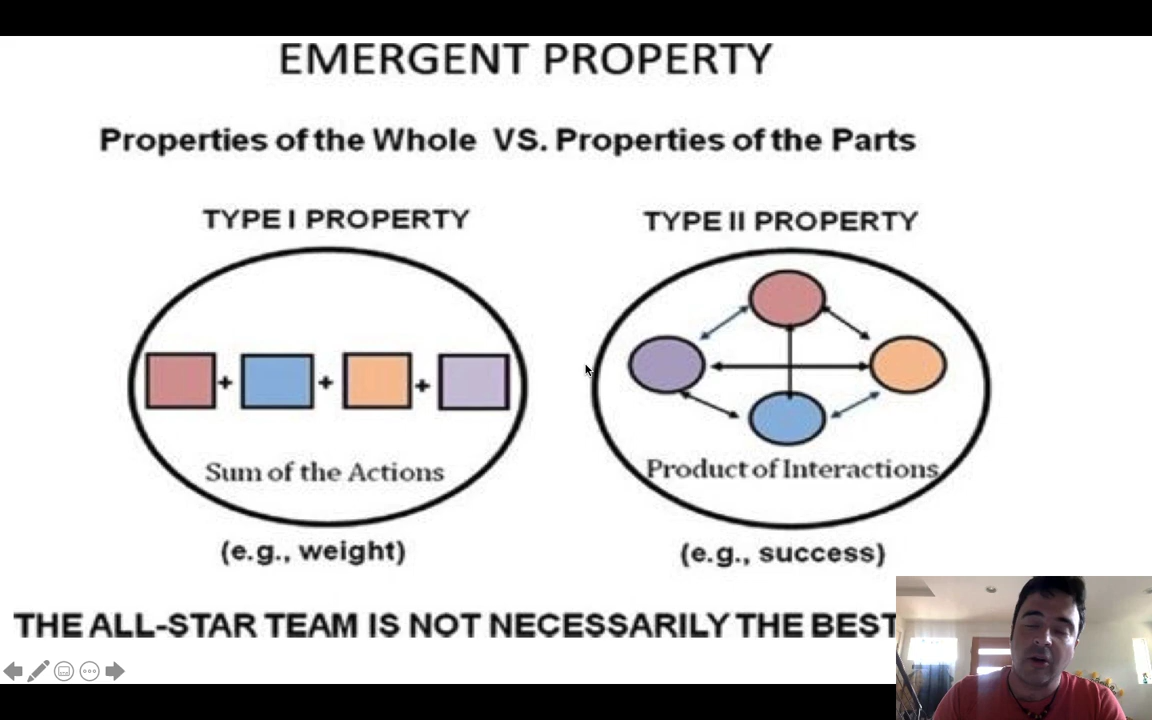 EMERGENT PROPERTY
Properties of the Whole VS. Properties of the Parts
TYPE I PROPERTY
TYPE II PROPERTY
+ + +
Sum of the Actions
Product of Interactions
(e.g., weight)
(e.g., success)
THE ALL-STAR TEAM IS NOT NECESSARILY THE BEST